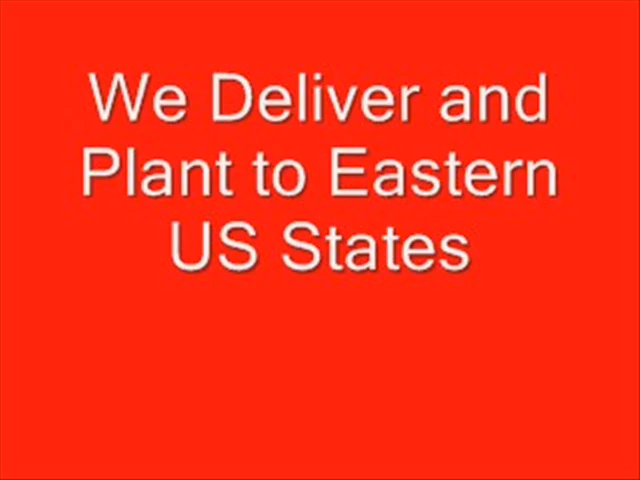 We Deliver and
Plant to Eastern
US States